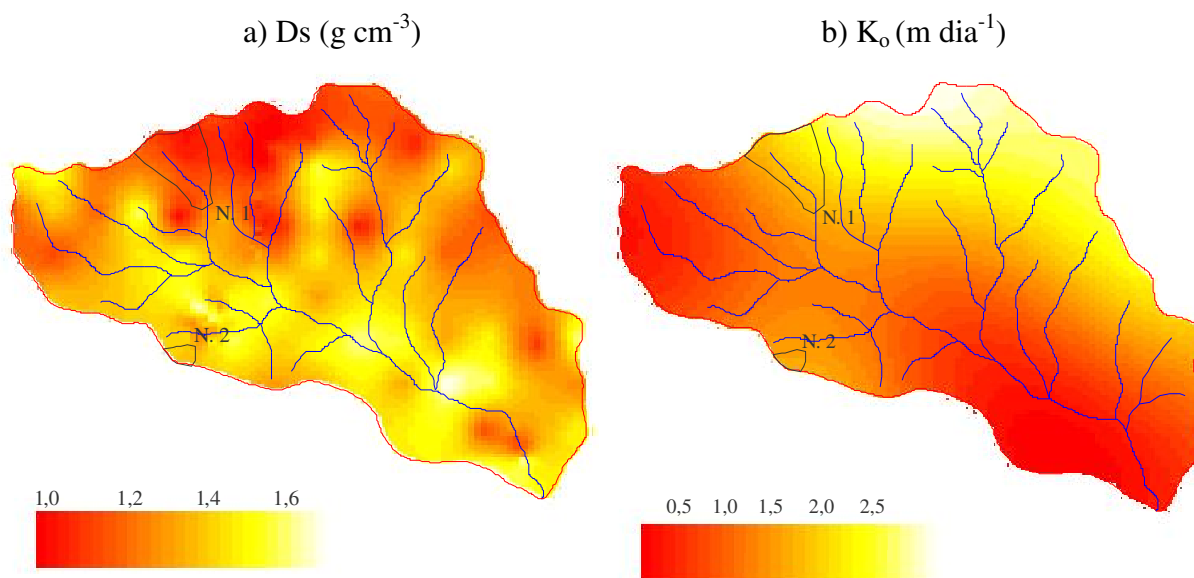 a) Ds (g cm-3)
b) Ko (m dia-1)
N. 1
N. 2
1,0 1,2 1,4 1,6
N. 1
N. 2
0,5 1,0 1,5 2,0 2,5